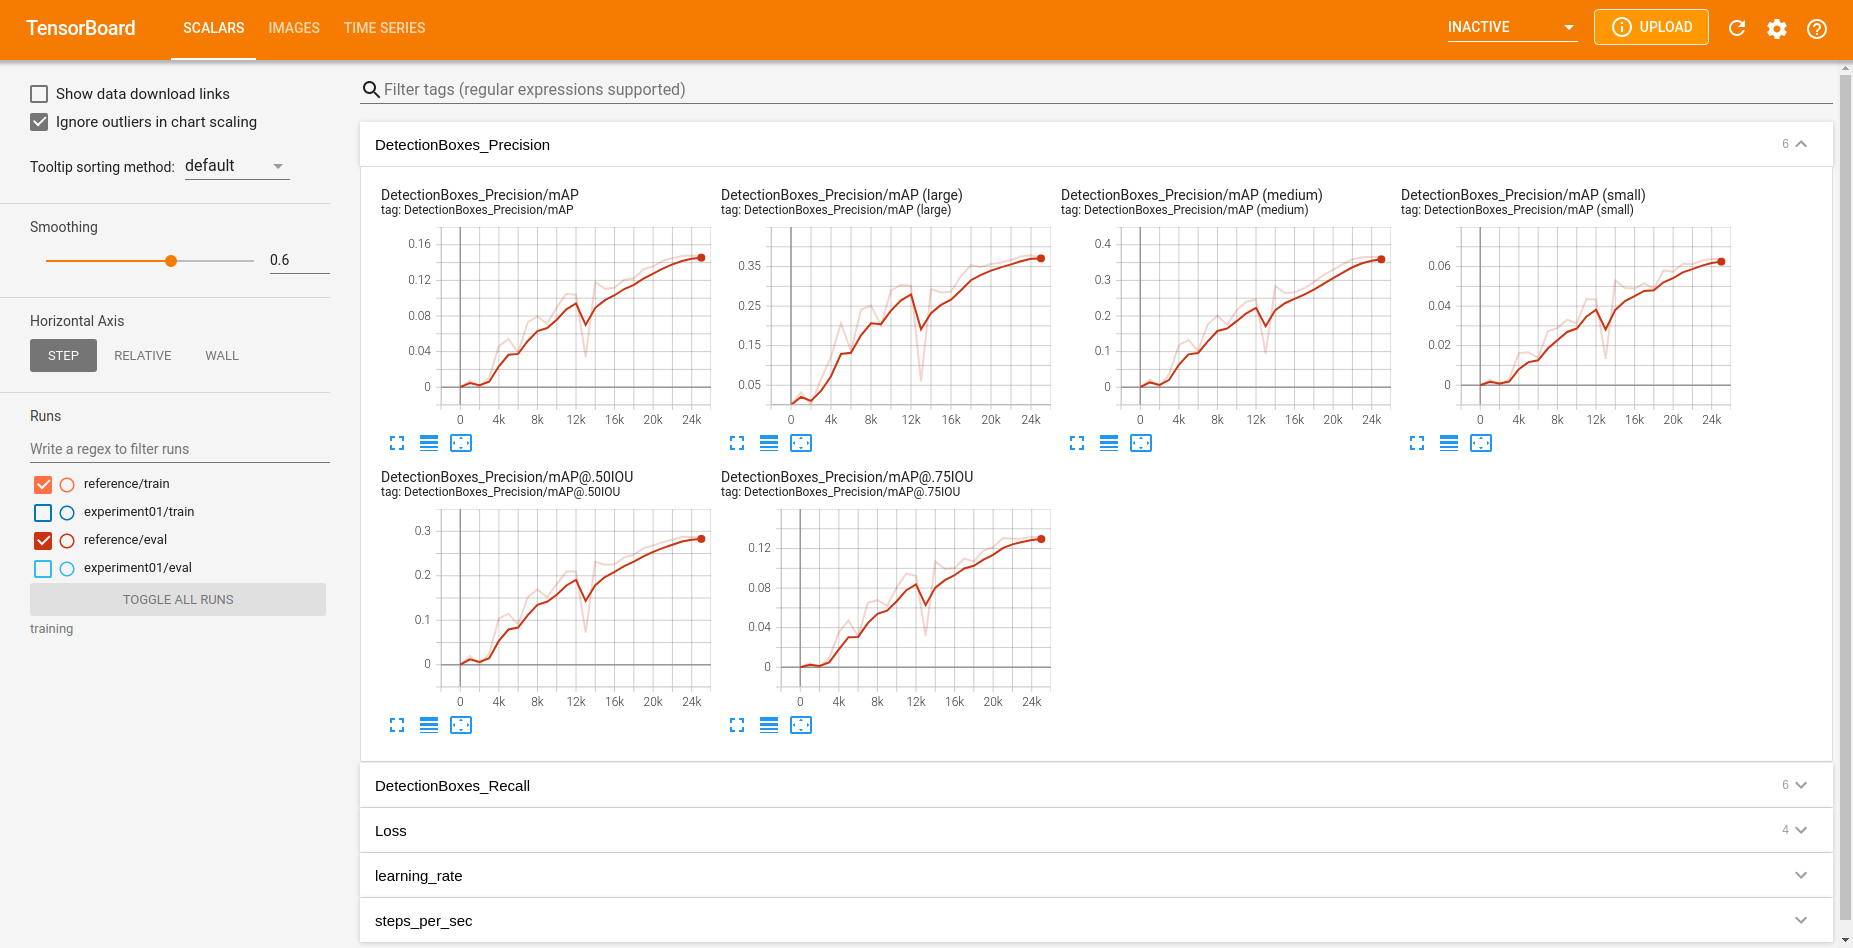 TensorBoard SCALARS IMAGES TIME SERIES INACTIVE UPLOAD
Show data download links
Ignore outliers in chart scaling
Tooltip sorting method: default
Smoothing
0.6
Horizontal Axis
STEP RELATIVE WALL
Runs
Write a regex to filter runs
reference/train
experiment01/train
reference/eval
experiment01/eval
TOGGLE ALL RUNS
training
Filter tags (regular expressions supported)
DetectionBoxes_Precision 6
DetectionBoxes_Precision/mAP
tag: DetectionBoxes_Precision/mAP
0.16
0.12
0.08
0.04
0
0 4k 8k 12k 16k 20k 24k
DetectionBoxes_Precision/mAP (large)
tag: DetectionBoxes_Precision/mAP (large)
0.35
0.25
0.15
0.05
0 4k 8k 12k 16k 20k 24k
DetectionBoxes_Precision/mAP (medium)
tag: DetectionBoxes_Precision/mAP (medium)
0.4
0.3
0.2
0.1
0
0 4k 8k 12k 16k 20k 24k
DetectionBoxes_Precision/mAP (small)
tag: DetectionBoxes_Precision/mAP (small)
0.06
0.04
0.02
0
0 4k 8k 12k 16k 20k 24k
DetectionBoxes_Precision/mAP@.50IOU
tag: DetectionBoxes_Precision/mAP@.50IOU
0.3
0.2
0.1
0
0 4k 8k 12k 16k 20k 24k
DetectionBoxes_Precision/mAP@.75IOU
tag: DetectionBoxes_Precision/mAP@.75IOU
0.12
0.08
0.04
0
0 4k 8k 12k 16k 20k 24k
DetectionBoxes_Recall 6
Loss 4
learning_rate
steps_per_sec